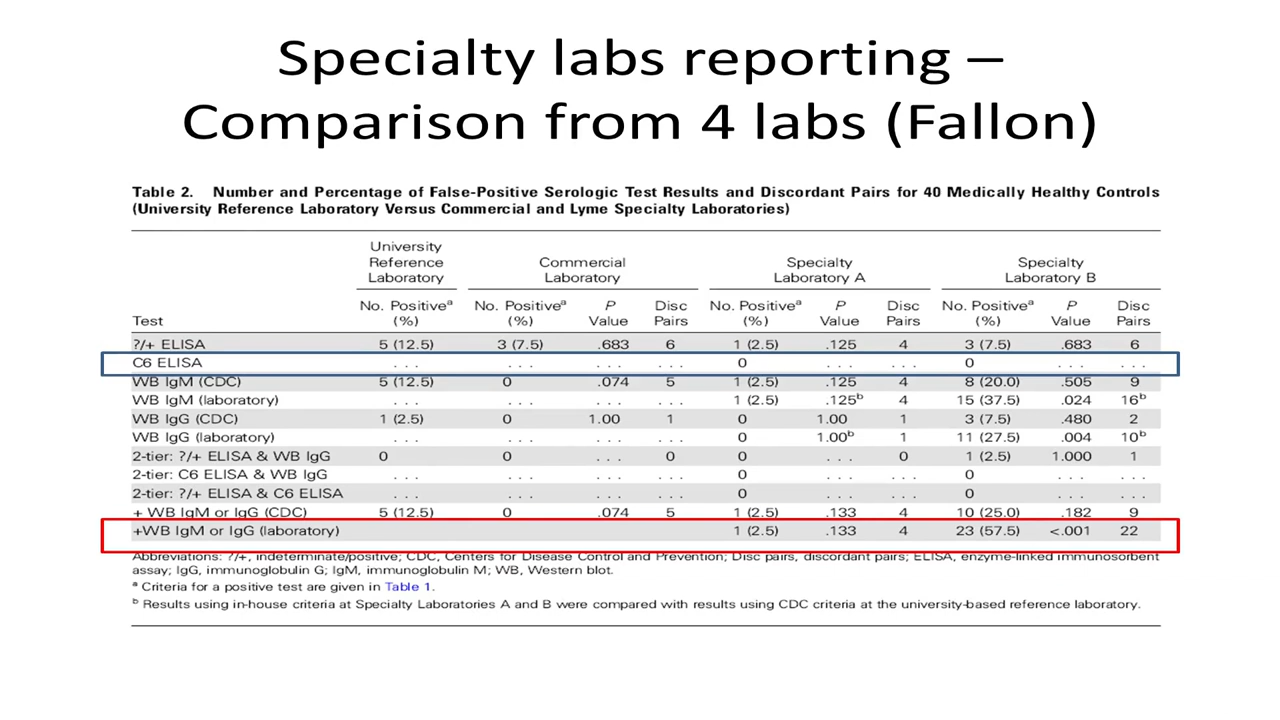 Specialty labs reporting –
Comparison from 4 labs (Fallon)
Table 2. Number and Percentage of False-Positive Serologic Test Results and Discordant Pairs for 40 Medically Healthy Controls
(University Reference Laboratory Versus Commercial and Lyme Specialty Laboratories)
University Reference Laboratory Commercial Laboratory Specialty Laboratory A Specialty Laboratory B
Test No. Positiveᵃ (%) No. Positiveᵃ (%) P Value Disc Pairs No. Positiveᵃ (%) P Value Disc Pairs No. Positiveᵃ (%) P Value Disc Pairs
?/+ ELISA 5 (12.5) 3 (7.5) .683 6 1 (2.5) .125 4 3 (7.5) .683 6
C6 ELISA . . . . . . . . . . . . 0 . . . . . . 0 . . . . . .
WB IgM (CDC) 5 (12.5) 0 .074 5 1 (2.5) .125 4 8 (20.0) .505 9
WB IgM (laboratory) . . . . . . . . . . . . 1 (2.5) .125ᵇ 4 15 (37.5) .024 16ᵇ
WB IgG (CDC) 1 (2.5) 0 1.00 1 0 1.00 1 3 (7.5) .480 2
WB IgG (laboratory) . . . . . . . . . . . . 0 1.00ᵇ 1 11 (27.5) .004 10ᵇ
2-tier: ?/+ ELISA & WB IgG 0 0 . . . 0 0 . . . 0 1 (2.5) 1.000 1
2-tier: C6 ELISA & WB IgG . . . . . . . . . . . . 0 . . . . . . 0 . . . . . .
2-tier: ?/+ ELISA & C6 ELISA . . . . . . . . . . . . 0 . . . . . . 0 . . . . . .
+ WB IgM or IgG (CDC) 5 (12.5) 0 .074 5 1 (2.5) .133 4 10 (25.0) .182 9
+WB IgM or IgG (laboratory) 1 (2.5) .133 4 23 (57.5) <.001 22
Abbreviations: ?/+, indeterminate/positive; CDC, Centers for Disease Control and Prevention; Disc pairs, discordant pairs; ELISA, enzyme-linked immunosorbent
assay; IgG, immunoglobulin G; IgM, immunoglobulin M; WB, Western blot.
ᵃ Criteria for a positive test are given in Table 1.
ᵇ Results using in-house criteria at Specialty Laboratories A and B were compared with results using CDC criteria at the university-based reference laboratory.